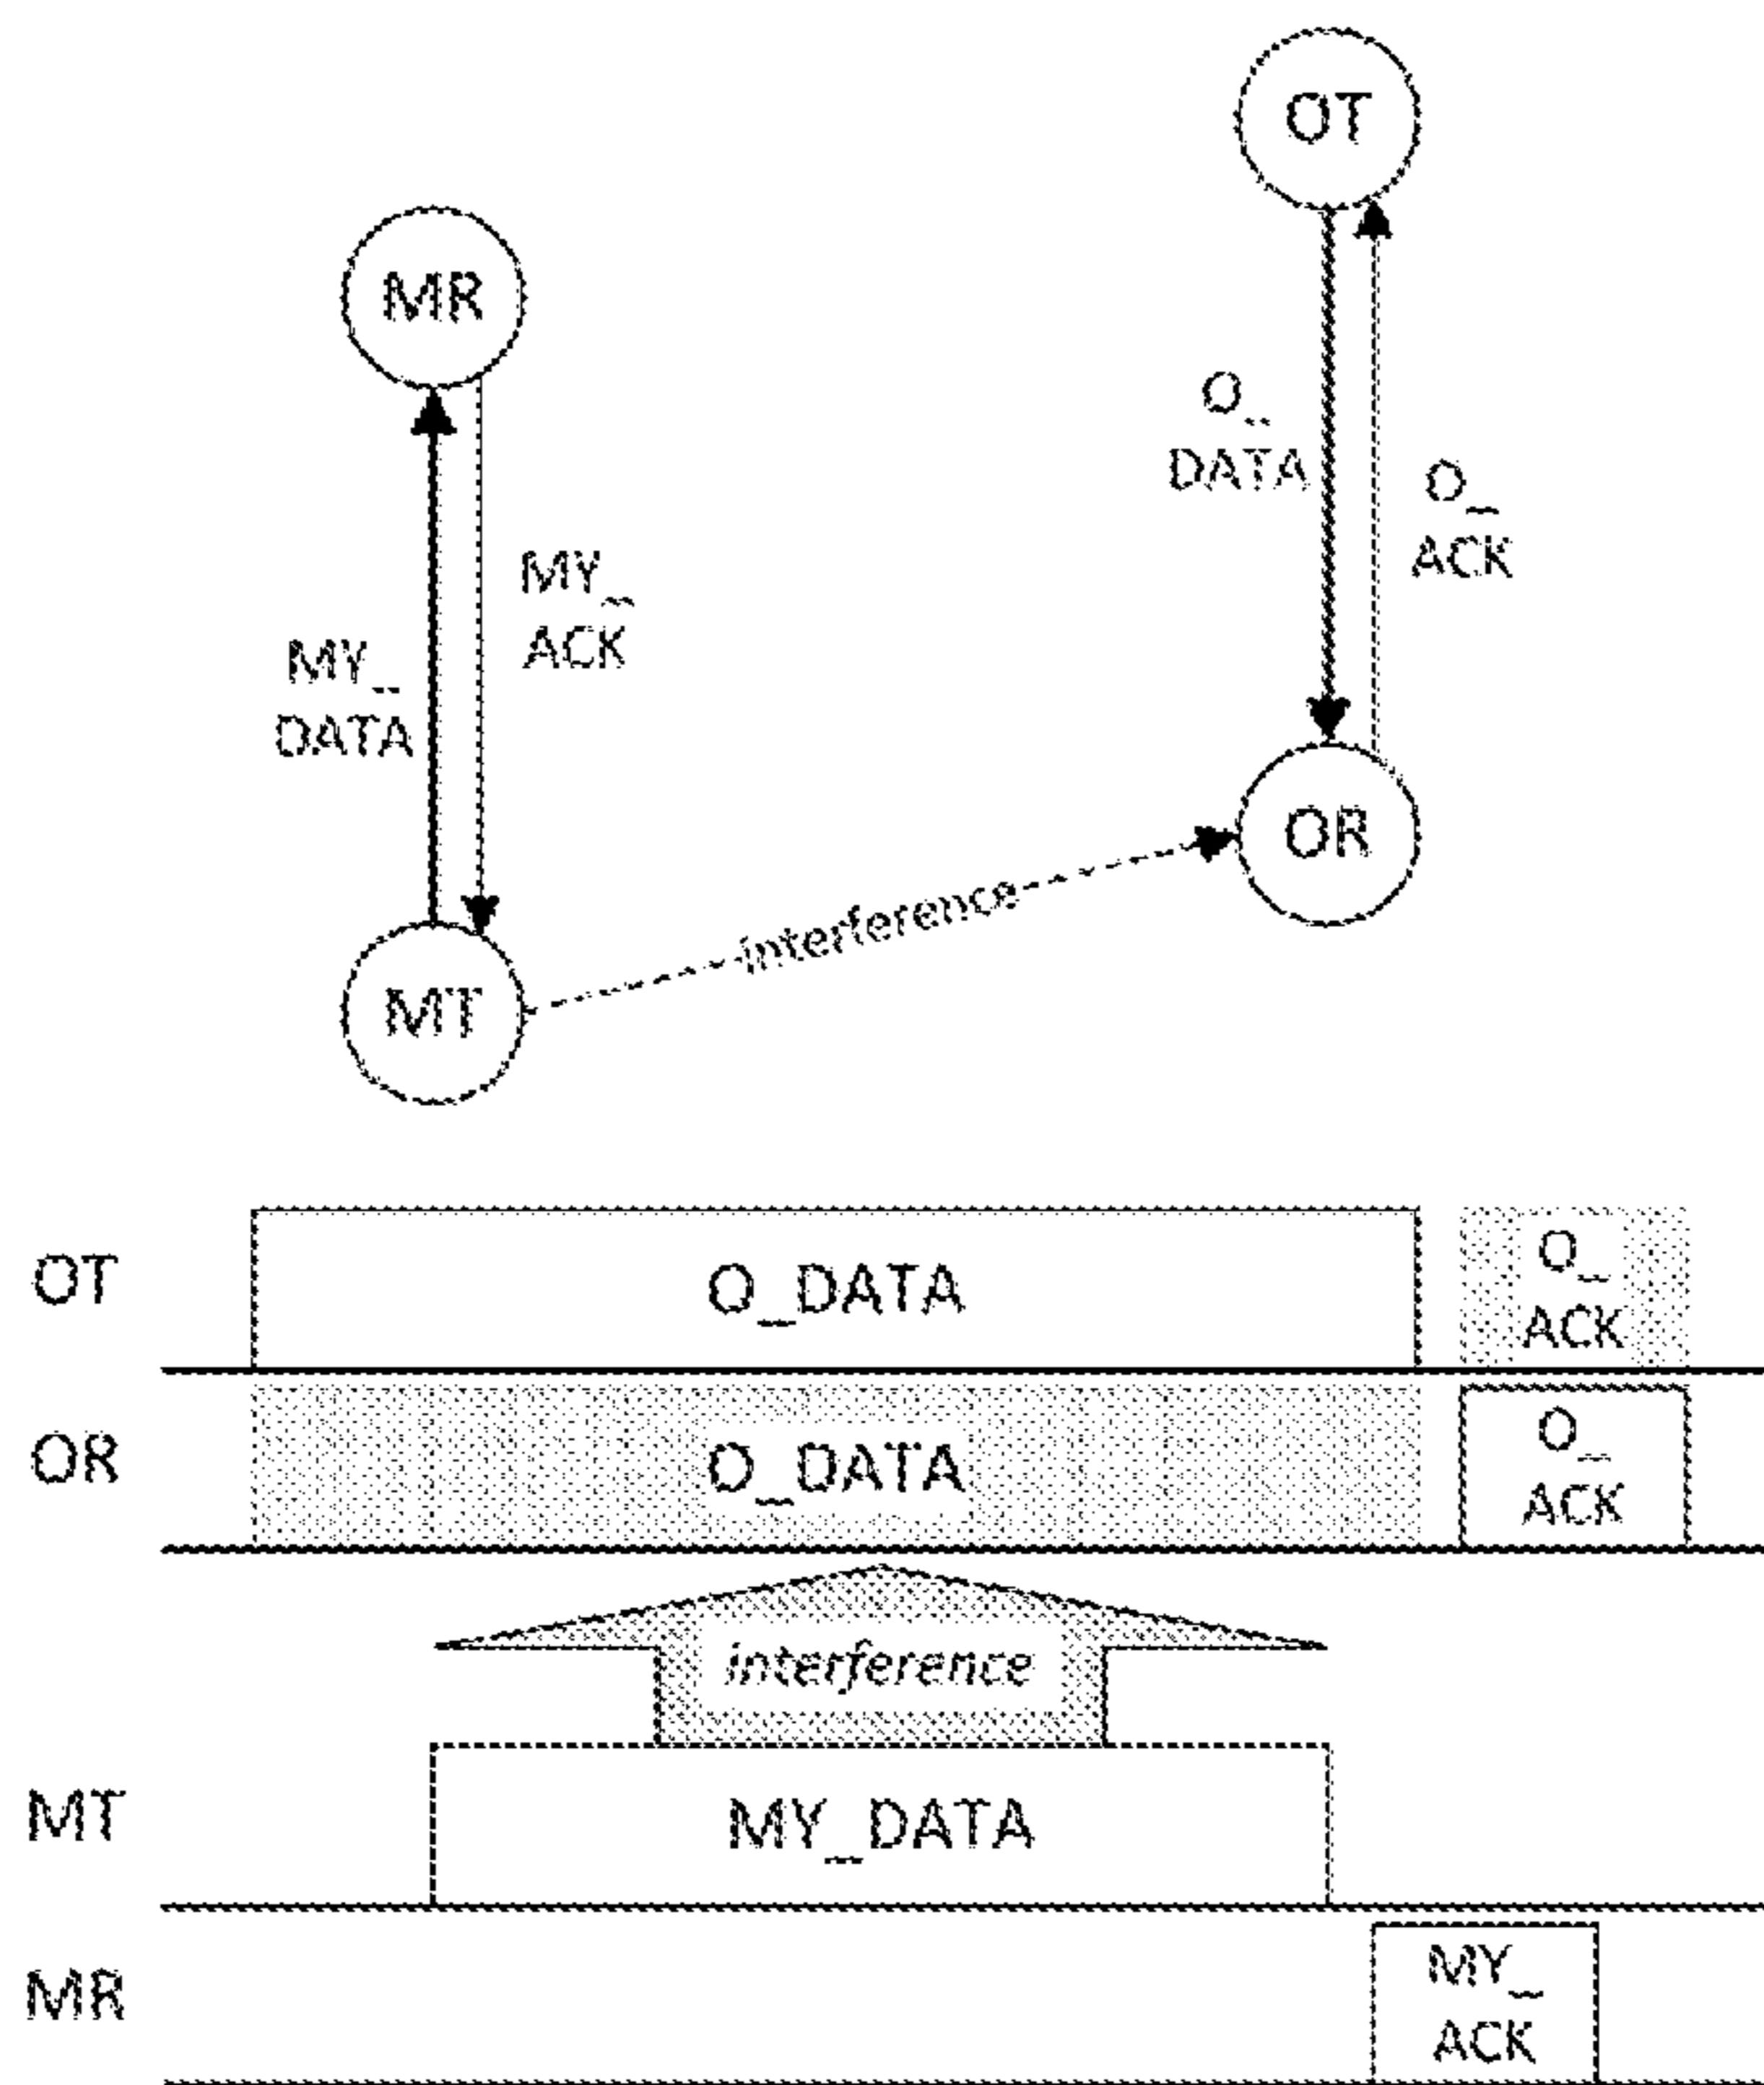 OT
MR
O_
DATA
O_
ACK
MY_
ACK
MY_
DATA
OR
interference
MT
OT
O_DATA
O_
ACK
OR
O_DATA
O_
ACK
interference
MT
MY_DATA
MR
MY_
ACK